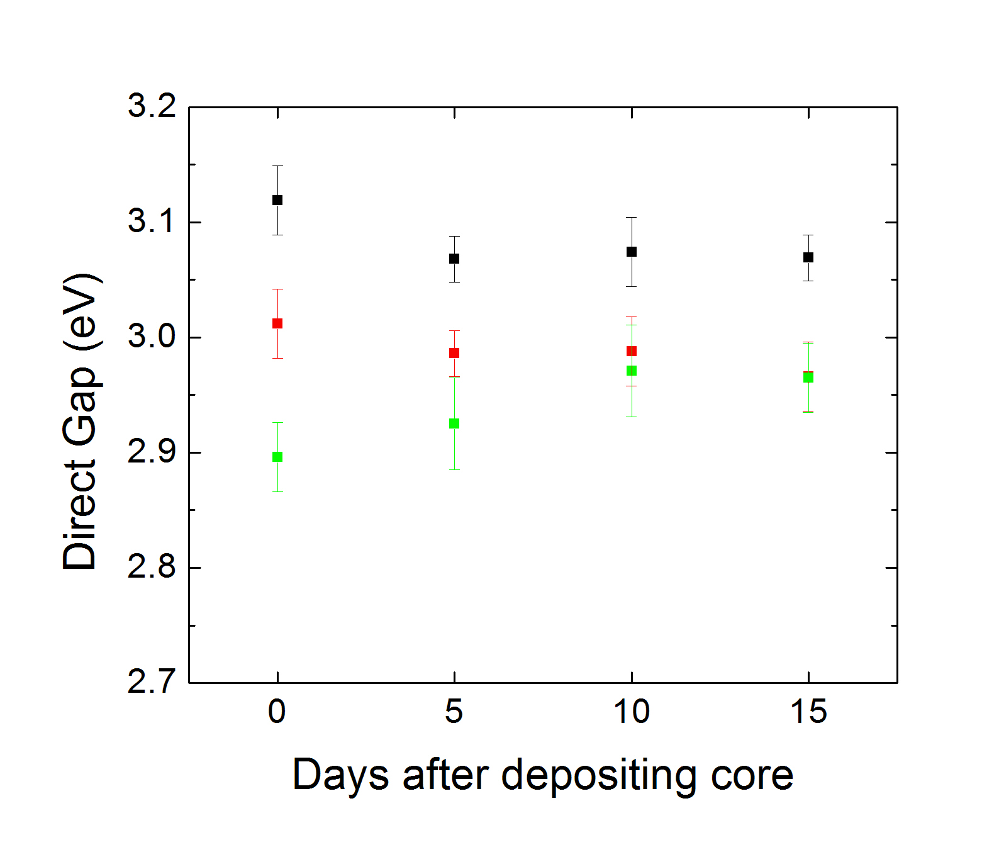 3.2
3.1
3.0
2.9
2.8
2.7
Direct Gap (eV)
0 5 10 15
Days after depositing core